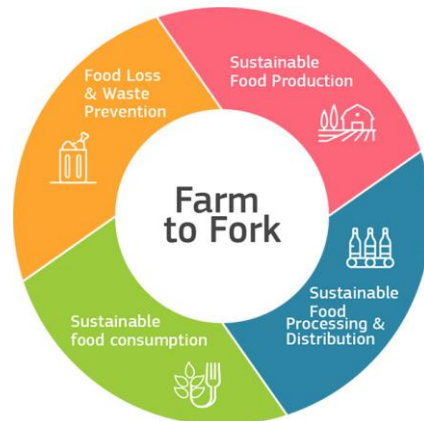 Food Loss
& Waste
Prevention
Sustainable
Food Production
Farm
to Fork
Sustainable
Food
Processing &
Distribution
Sustainable
food consumption